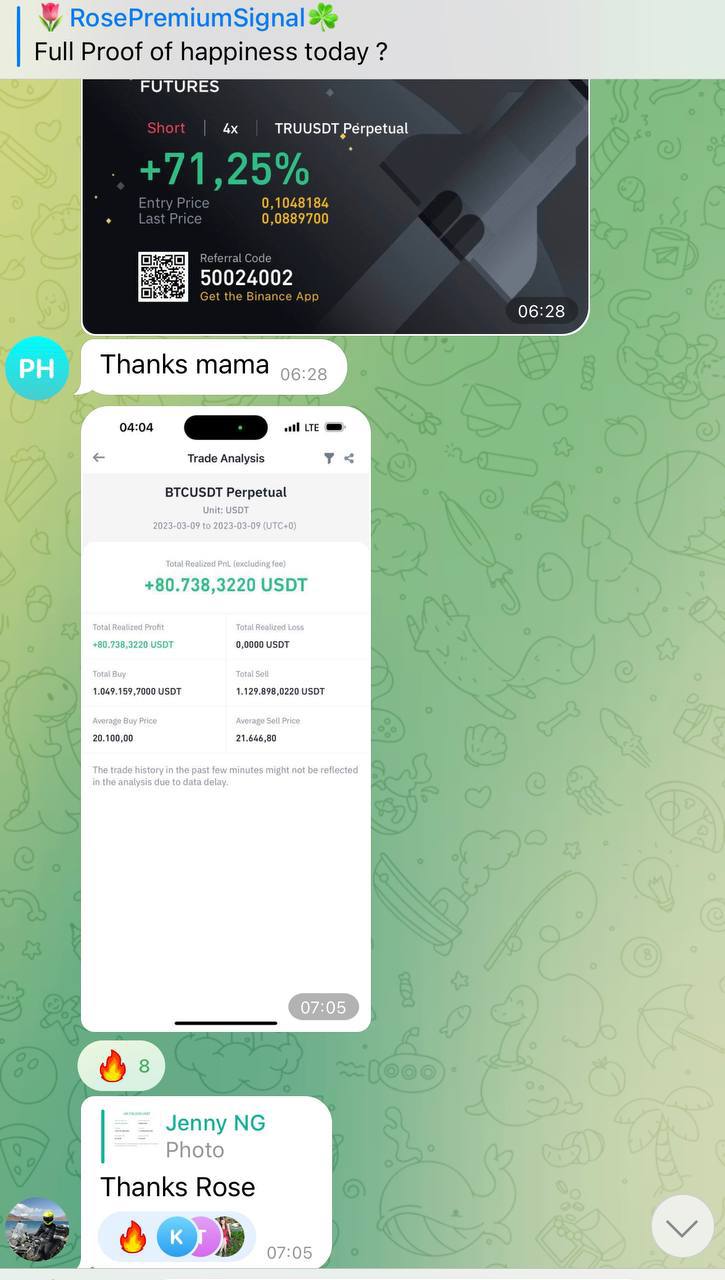 🌷RosePremiumSignal☘️
Full Proof of happiness today ?
FUTURES
Short | 4x | TRUUSDT Perpetual
+71,25%
Entry Price 0,1048184
Last Price 0,0889700
Referral Code
50024002
Get the Binance App
06:28
PH
Thanks mama 06:28
04:04 LTE
Trade Analysis
BTCUSDT Perpetual
Unit: USDT
2023-03-09 to 2023-03-09 (UTC+0)
Total Realized PnL (excluding fee)
+80.738,3220 USDT
Total Realized Profit Total Realized Loss
+80.738,3220 USDT 0,0000 USDT
Total Buy Total Sell
1.049.159,7000 USDT 1.129.898,0220 USDT
Average Buy Price Average Sell Price
20.100,00 21.646,80
The trade history in the past few minutes might not be reflected
in the analysis due to data delay.
07:05
🔥 8
Jenny NG
Photo
Thanks Rose
🔥 K T 07:05